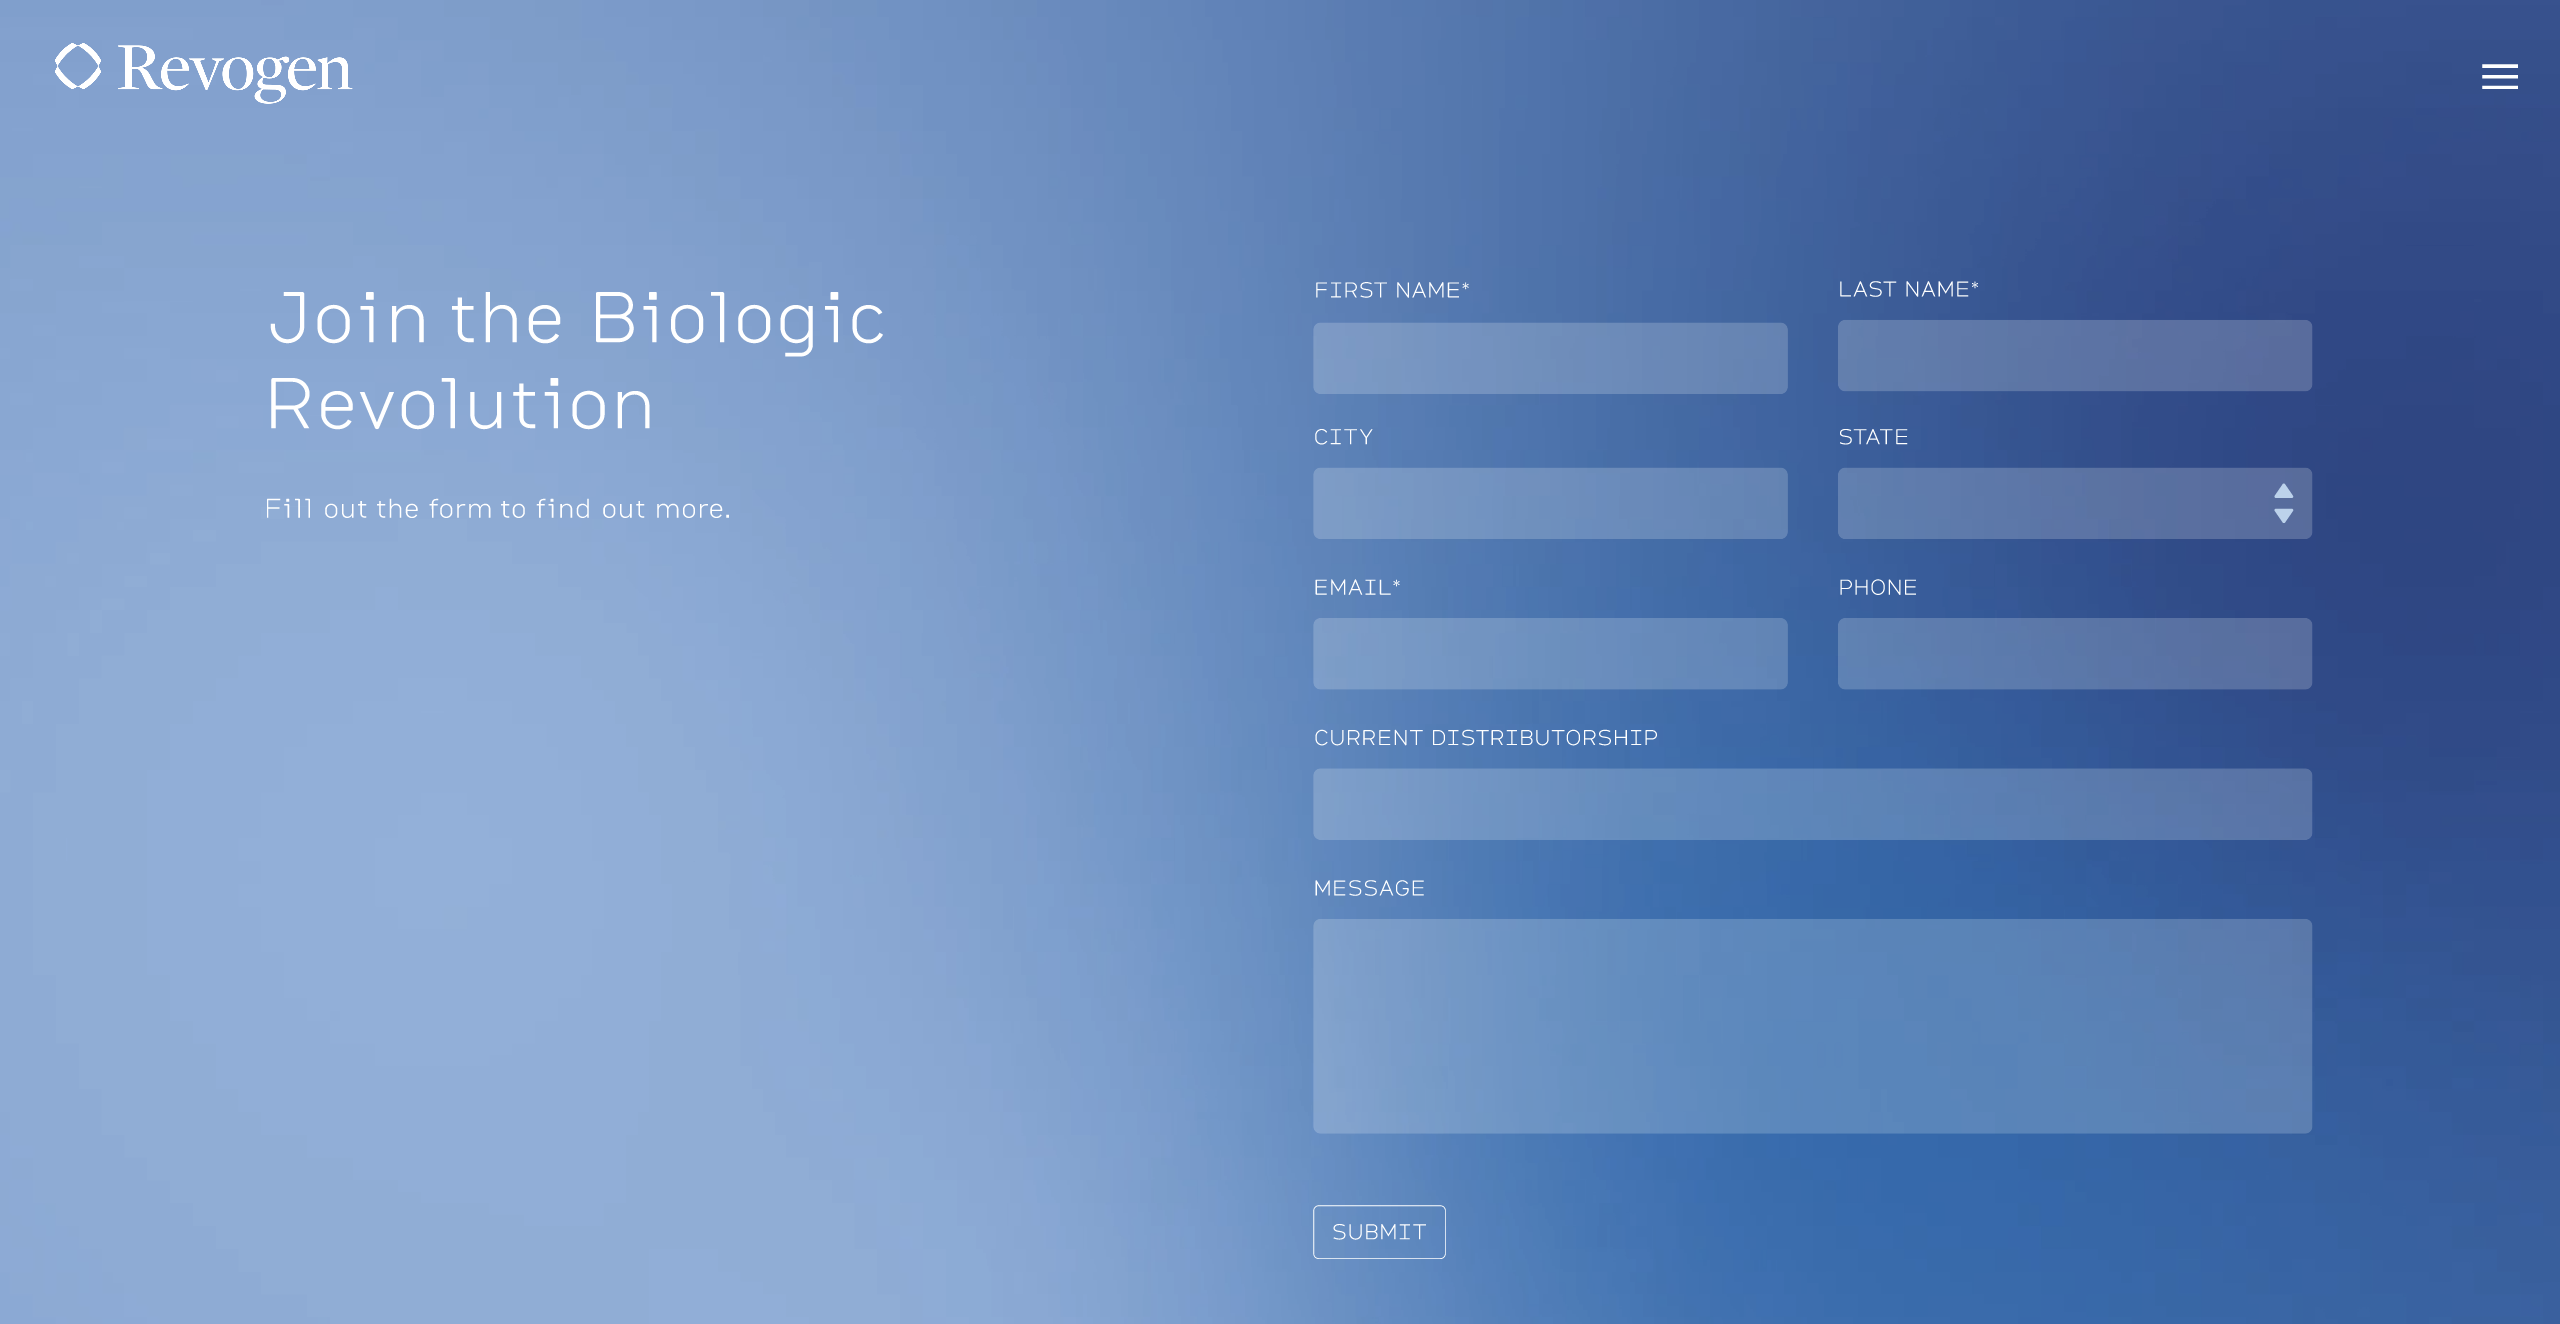 Revogen
Join the Biologic
Revolution
Fill out the form to find out more.
FIRST NAME*
LAST NAME*
CITY
STATE
EMAIL*
PHONE
CURRENT DISTRIBUTORSHIP
MESSAGE
SUBMIT